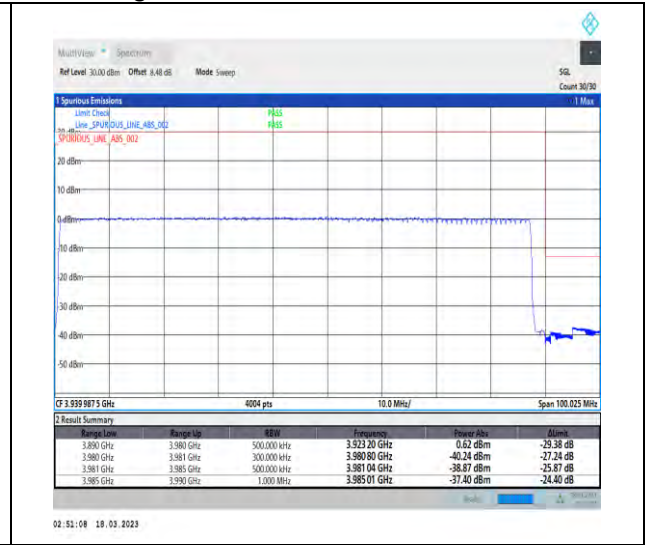 MultiView Spectrum
Ref Level 30.00 dBm Offset 8.48 dB Mode Sweep SGL
Count 30/30
1 Spurious Emissions 1 Max
Limit Check PASS
Line _SPURIOUS_LINE_ABS_002 PASS
_SPURIOUS_LINE_ABS_002
20 dBm
10 dBm
0 dBm
-10 dBm
-20 dBm
-30 dBm
-40 dBm
-50 dBm
CF 3.939 987 5 GHz 4004 pts 10.0 MHz/ Span 100.025 MHz
2 Result Summary
Range Low Range Up RBW Frequency Power Abs ΔLimit
3.890 GHz 3.980 GHz 500.000 kHz 3.923 20 GHz 0.62 dBm -29.38 dB
3.980 GHz 3.981 GHz 300.000 kHz 3.980 80 GHz -40.24 dBm -27.24 dB
3.981 GHz 3.985 GHz 500.000 kHz 3.981 04 GHz -38.87 dBm -25.87 dB
3.985 GHz 3.990 GHz 1.000 MHz 3.985 01 GHz -37.40 dBm -24.40 dB
02:51:08 18.03.2023